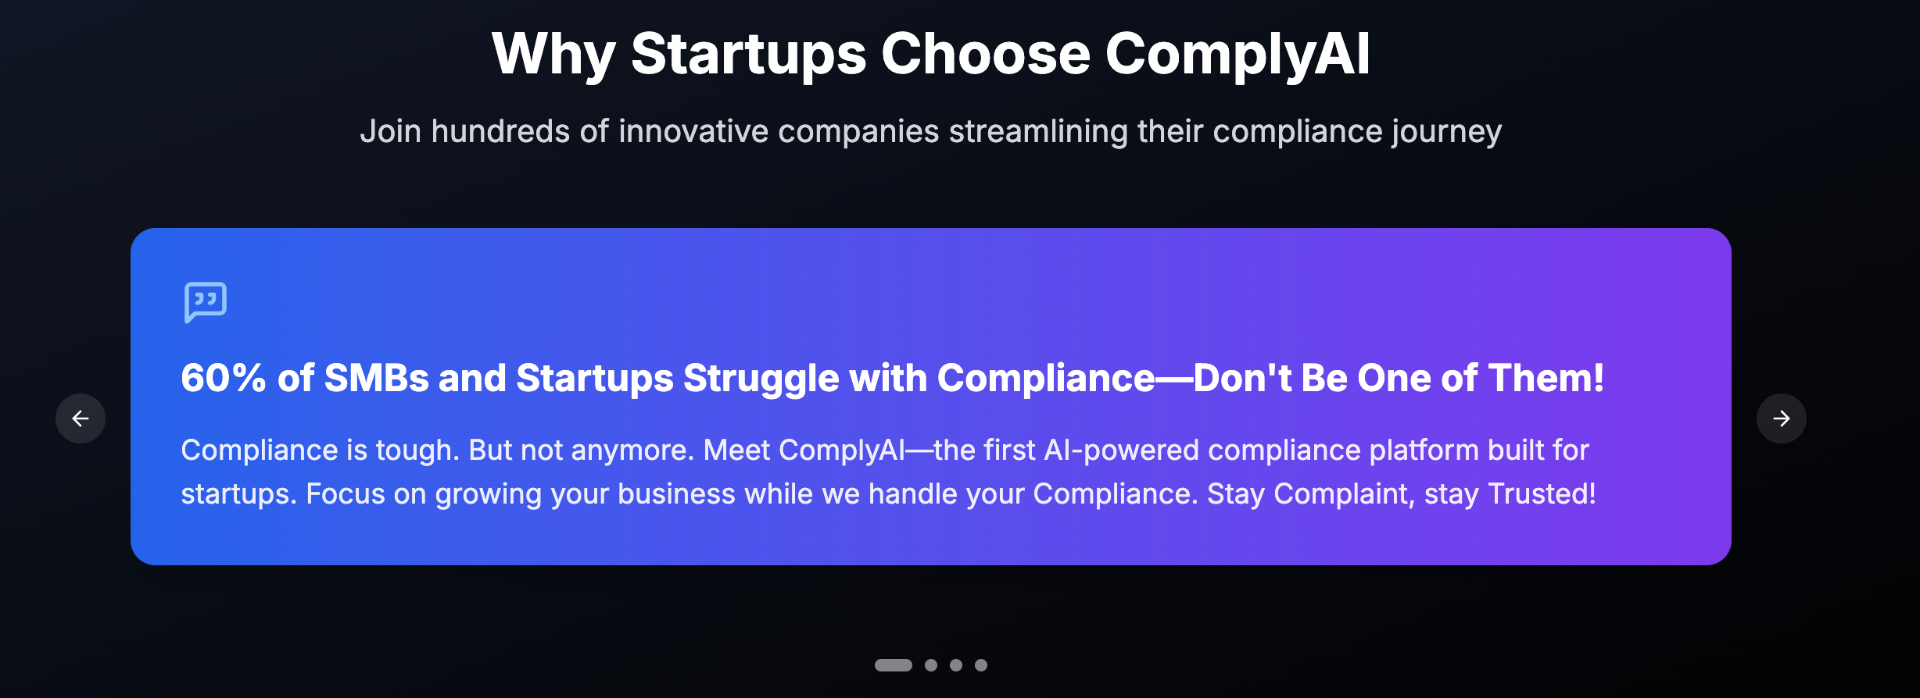 Why Startups Choose ComplyAI
Join hundreds of innovative companies streamlining their compliance journey
60% of SMBs and Startups Struggle with Compliance—Don't Be One of Them!
Compliance is tough. But not anymore. Meet ComplyAI—the first AI-powered compliance platform built for
startups. Focus on growing your business while we handle your Compliance. Stay Complaint, stay Trusted!